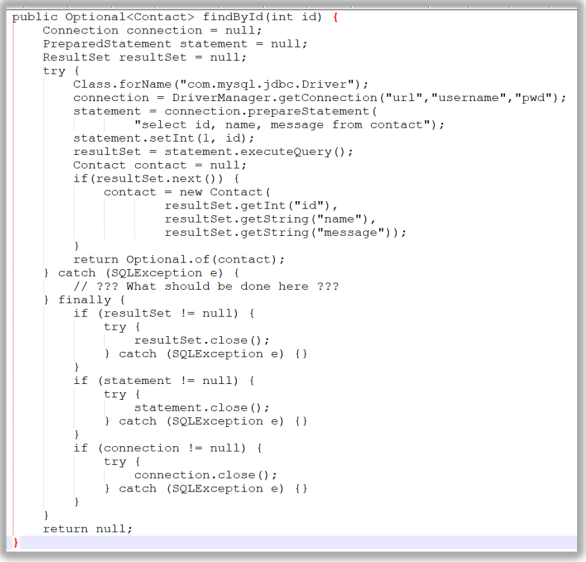 public Optional<Contact> findById(int id) {
    Connection connection = null;
    PreparedStatement statement = null;
    ResultSet resultSet = null;
    try {
        Class.forName("com.mysql.jdbc.Driver");
        connection = DriverManager.getConnection("url","username","pwd");
        statement = connection.prepareStatement(
                "select id, name, message from contact");
        statement.setInt(1, id);
        resultSet = statement.executeQuery();
        Contact contact = null;
        if(resultSet.next()) {
            contact = new Contact(
                    resultSet.getInt("id"),
                    resultSet.getString("name"),
                    resultSet.getString("message"));
        }
        return Optional.of(contact);
    } catch (SQLException e) {
        // ??? What should be done here ???
    } finally {
        if (resultSet != null) {
            try {
                resultSet.close();
            } catch (SQLException e) {}
        }
        if (statement != null) {
            try {
                statement.close();
            } catch (SQLException e) {}
        }
        if (connection != null) {
            try {
                connection.close();
            } catch (SQLException e) {}
        }
    }
    return null;
}